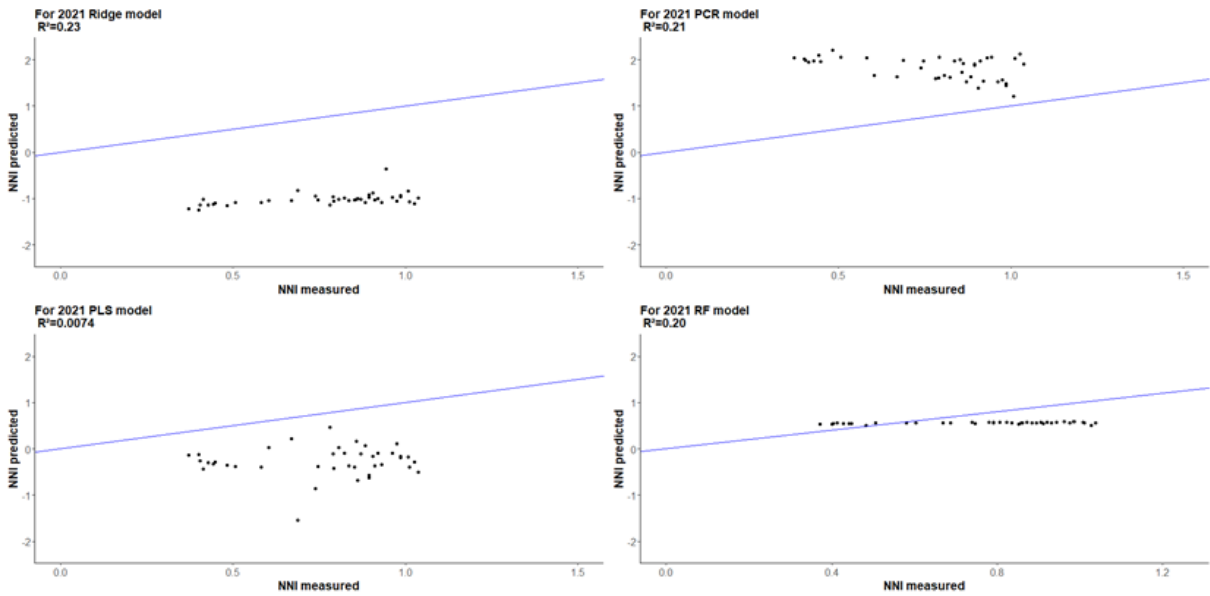 For 2021 Ridge model
R²=0.23
2
1
0
-1
-2
NNI predicted
0.0 0.5 1.0 1.5
NNI measured
For 2021 PCR model
R²=0.21
2
1
0
-1
-2
NNI predicted
0.0 0.5 1.0 1.5
NNI measured
For 2021 PLS model
R²=0.0074
2
1
0
-1
-2
NNI predicted
0.0 0.5 1.0 1.5
NNI measured
For 2021 RF model
R²=0.20
2
1
0
-1
-2
NNI predicted
0.0 0.4 0.8 1.2
NNI measured